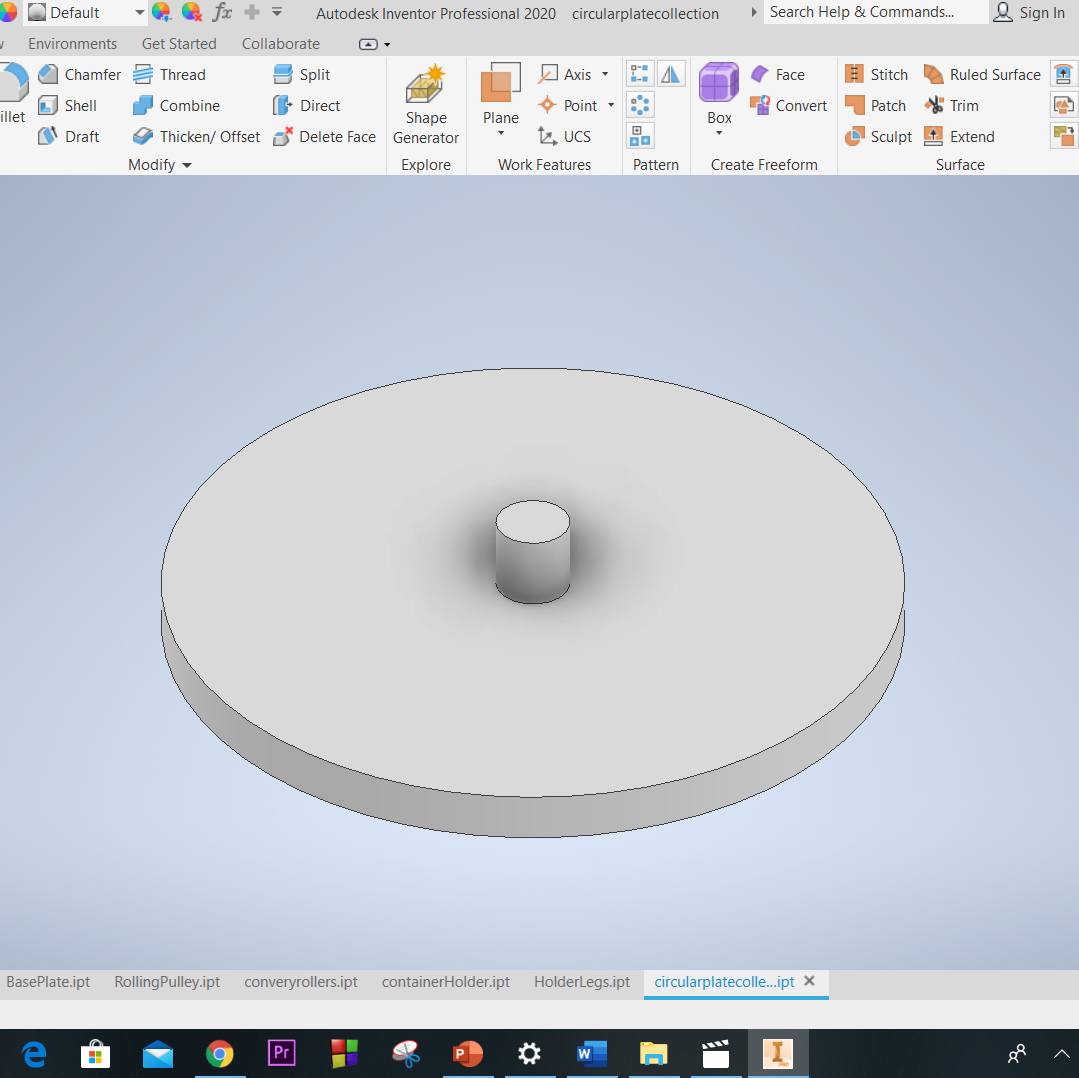 Default fx Autodesk Inventor Professional 2020 circularplatecollection Search Help & Commands... Sign In
Environments Get Started Collaborate
Chamfer Thread Split Axis Face Stitch Ruled Surface
illet Shell Combine Direct Shape Generator Plane Point Box Convert Patch Trim
Draft Thicken/ Offset Delete Face UCS Sculpt Extend
Modify Explore Work Features Pattern Create Freeform Surface
BasePlate.ipt RollingPulley.ipt converyrollers.ipt containerHolder.ipt HolderLegs.ipt circularplatecolle...ipt
Pr P W I